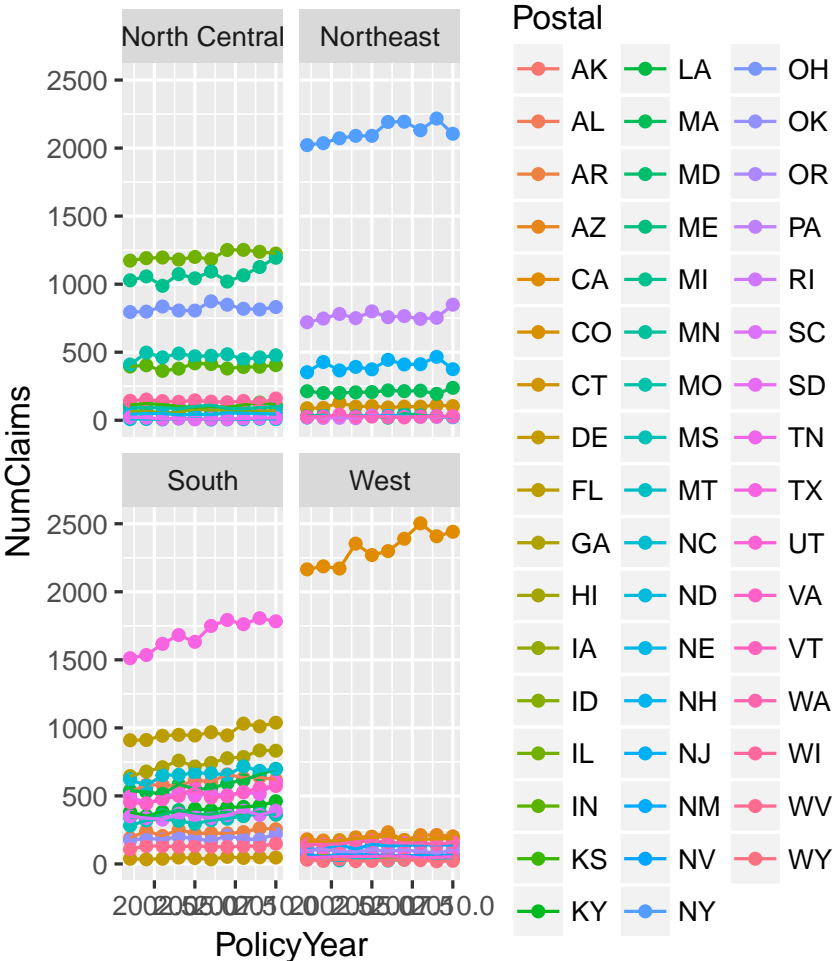 North Central
Northeast
2500
2000
1500
1000
500
0
South
West
2500
2000
1500
1000
500
0
NumClaims
PolicyYear
Postal
AK
AL
AR
AZ
CA
CO
CT
DE
FL
GA
HI
IA
ID
IL
IN
KS
KY
LA
MA
MD
ME
MI
MN
MO
MS
MT
NC
ND
NE
NH
NJ
NM
NV
NY
OH
OK
OR
PA
RI
SC
SD
TN
TX
UT
VA
VT
WA
WI
WV
WY